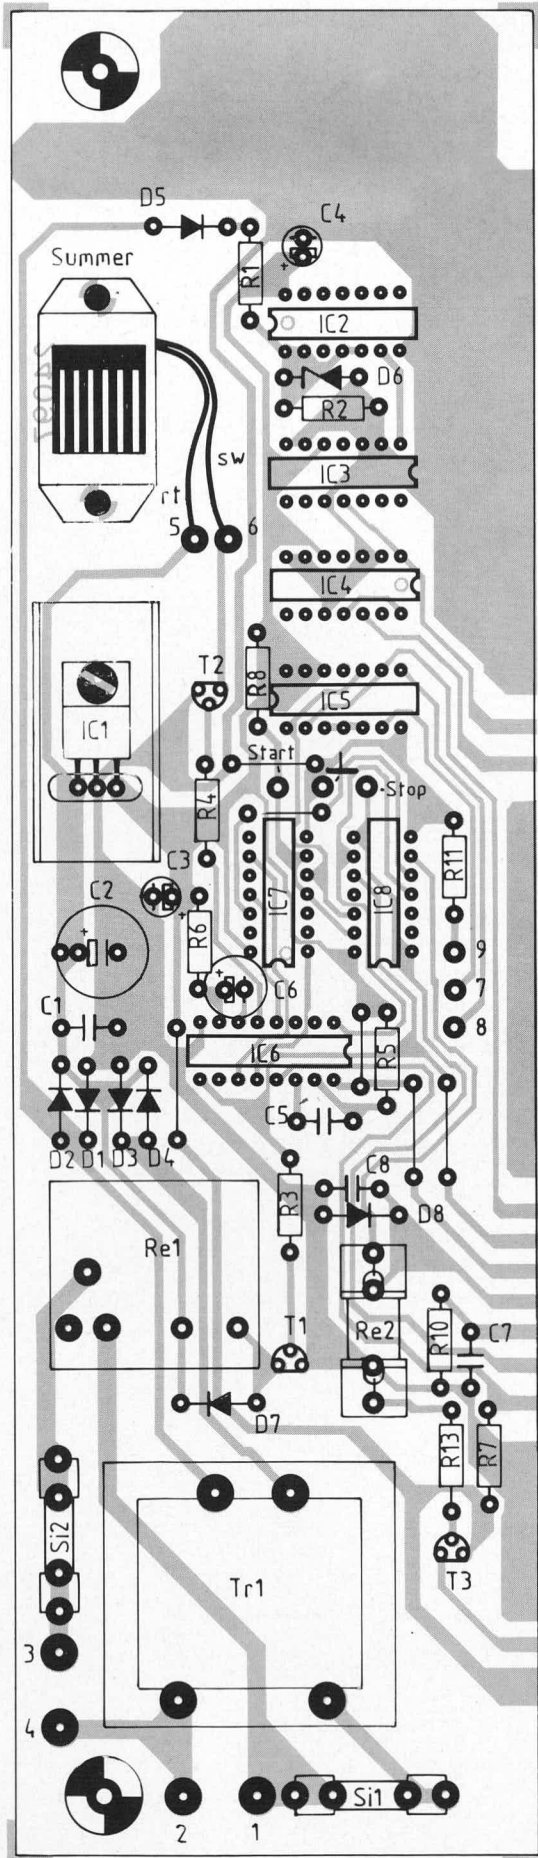 D5
C4
Summer
R1
IC2
D6
R2
24097
sw
IC3
rt
5
6
IC4
T2
R8
IC5
IC1
Start
Stop
R4
C3
R11
C2
IC7
IC8
R6
9
C6
7
C1
8
IC6
R5
C5
D2 D1 D3 D4
C8
R3
D8
Re1
T1
Re2
R10
C7
D7
R13
R7
Si2
T3
Tr1
3
4
Si1
2
1